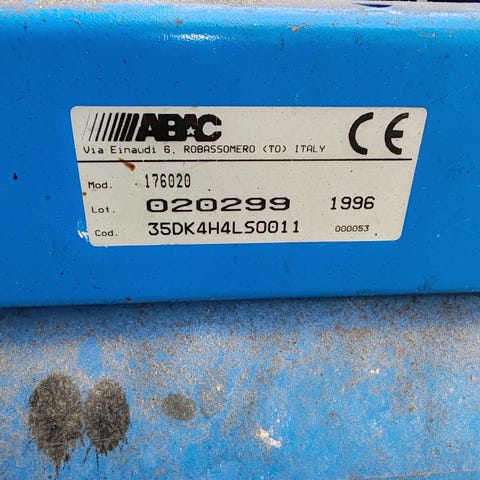 ABAC CE
Via Einaudi 6, ROBASSOMERO (TO) ITALY
Mod. 176020
Lot. 020299 1996
Cod. 35DK4H4LS0011 000053